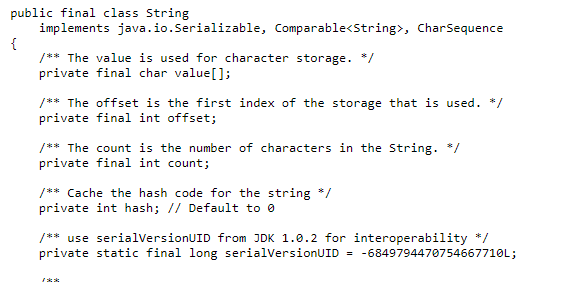 public final class String
    implements java.io.Serializable, Comparable<String>, CharSequence
{
    /** The value is used for character storage. */
    private final char value[];

    /** The offset is the first index of the storage that is used. */
    private final int offset;

    /** The count is the number of characters in the String. */
    private final int count;

    /** Cache the hash code for the string */
    private int hash; // Default to 0

    /** use serialVersionUID from JDK 1.0.2 for interoperability */
    private static final long serialVersionUID = -6849794470754667710L;

    /**